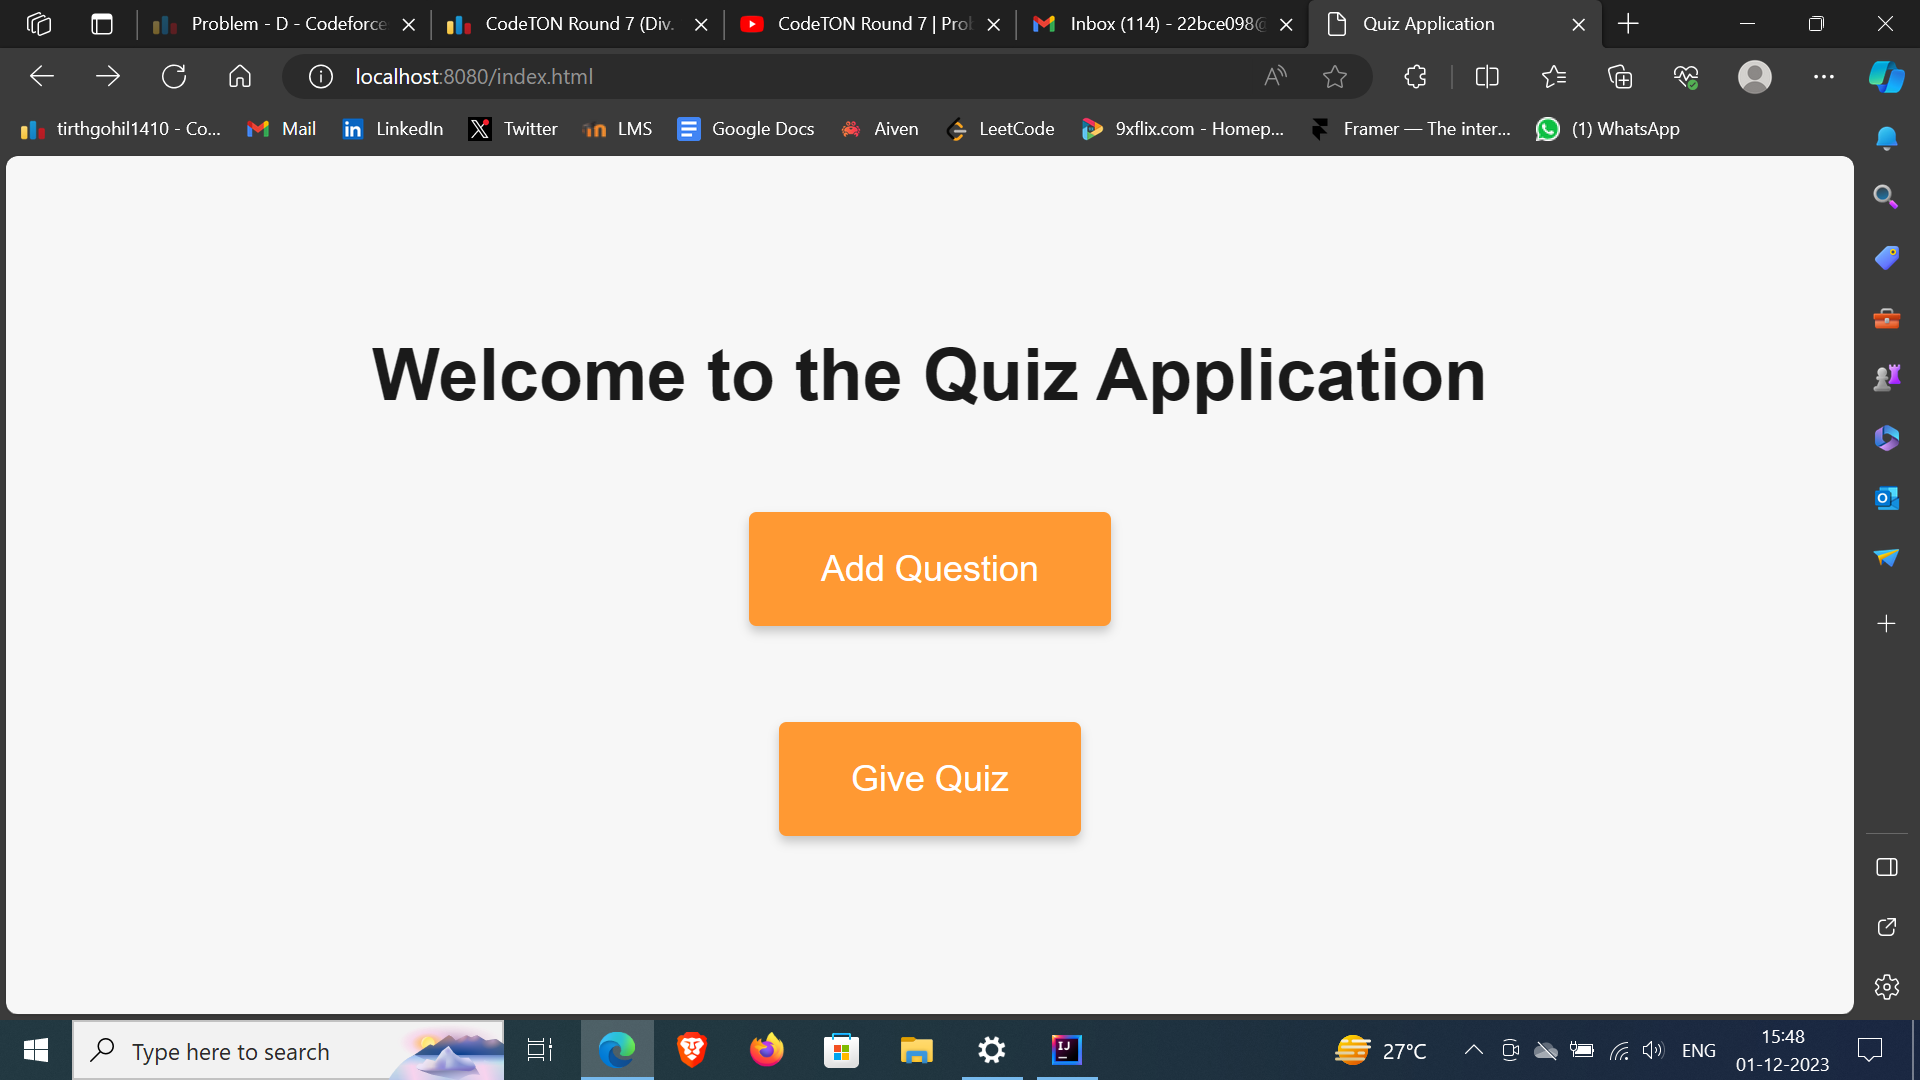 Problem - D - Codeforce
CodeTON Round 7 (Div.
CodeTON Round 7 | Prob
Inbox (114) - 22bce098@
Quiz Application
localhost:8080/index.html
tirthgohil1410 - Co...
Mail
LinkedIn
Twitter
LMS
Google Docs
Aiven
LeetCode
9xflix.com - Homep...
Framer — The inter...
(1) WhatsApp
Welcome to the Quiz Application
Add Question
Give Quiz
Type here to search
27°C
ENG
15:48
01-12-2023